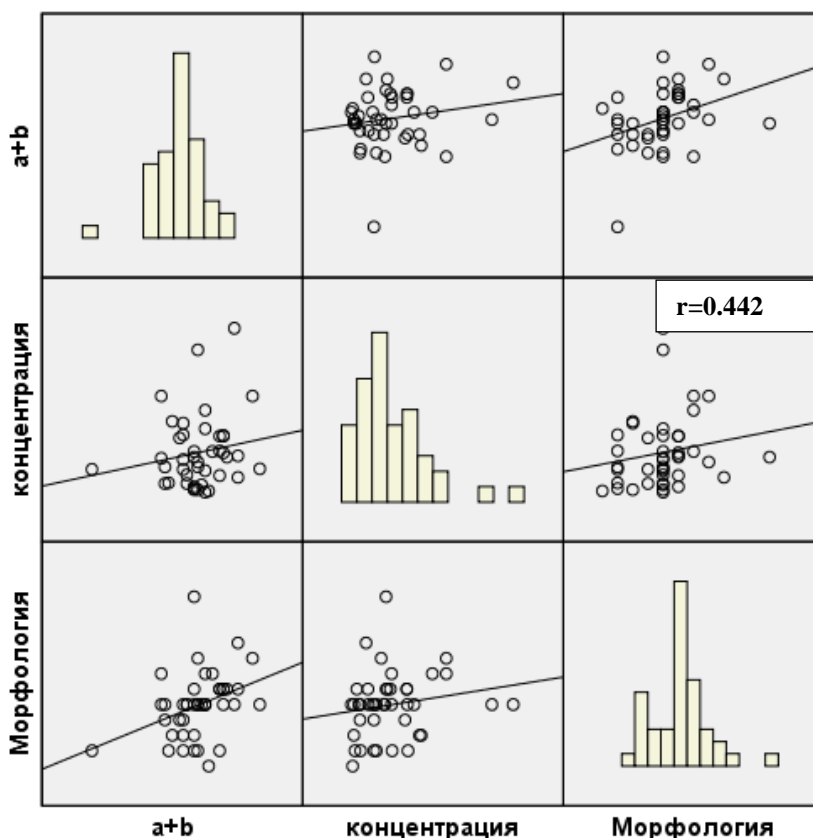 a+b
r=0.442
концентрация
Морфология
a+b
концентрация
Морфология